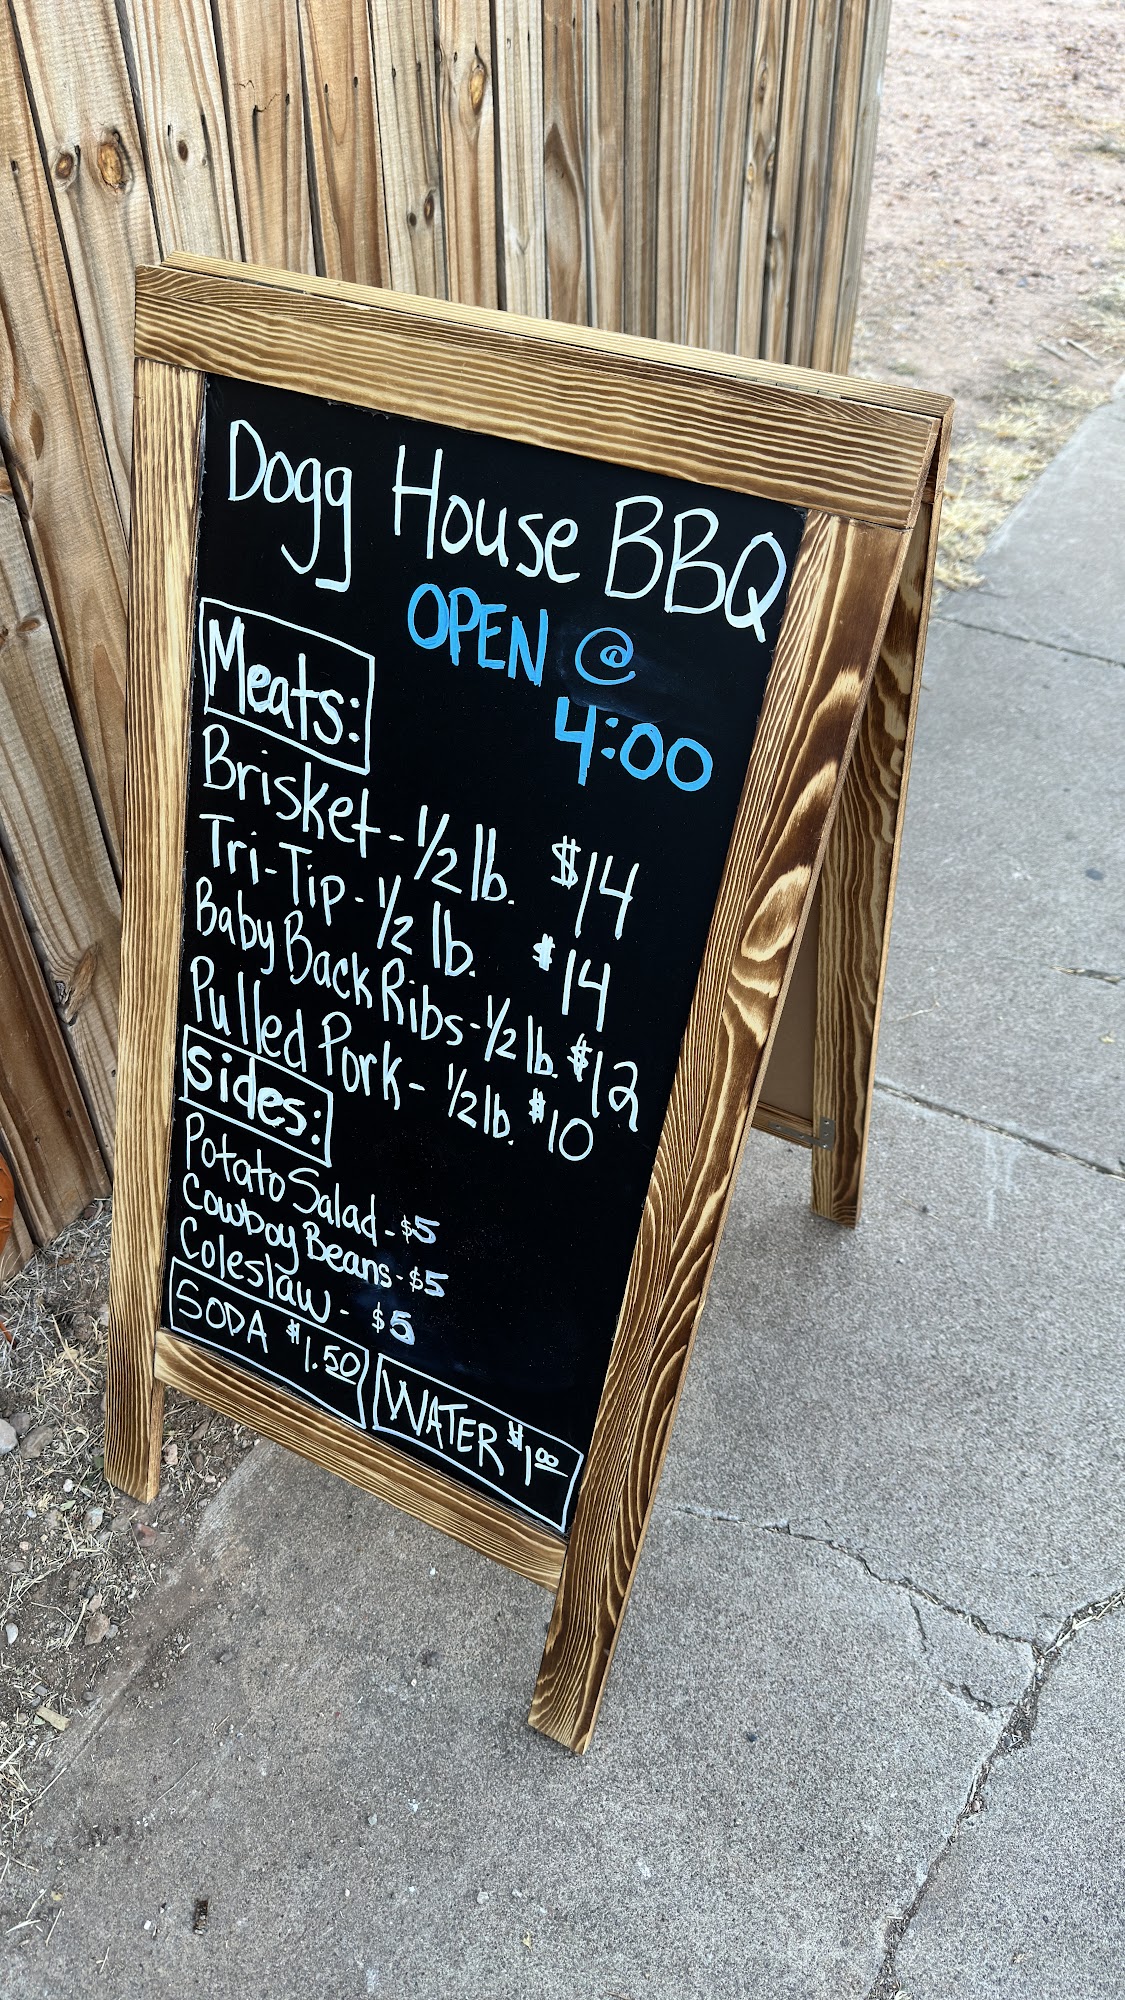 Dogg House BBQ
OPEN @
4:00
Meats:
Brisket - 1/2 lb. $14
Tri-Tip - 1/2 lb. $14
Baby Back Ribs - 1/2 lb. $12
Pulled Pork - 1/2 lb. $10
Sides:
Potato Salad - $5
Cowboy Beans - $5
Coleslaw - $5
SODA $1.50
WATER $1.00